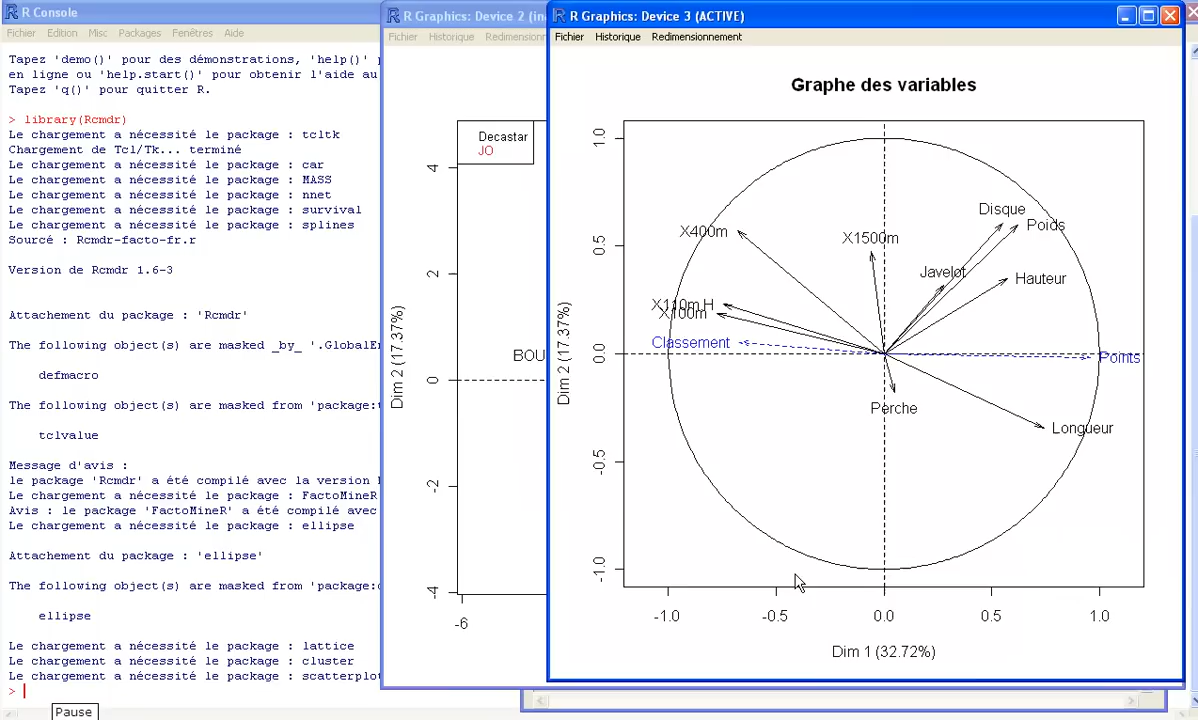 R Console
Fichier Edition Misc Packages Fenêtres Aide
Tapez 'demo()' pour des démonstrations, 'help()'
en ligne ou 'help.start()' pour obtenir l'aide au
Tapez 'q()' pour quitter R.
> library(Rcmdr)
Le chargement a nécessité le package : tcltk
Chargement de Tcl/Tk... terminé
Le chargement a nécessité le package : car
Le chargement a nécessité le package : MASS
Le chargement a nécessité le package : nnet
Le chargement a nécessité le package : survival
Le chargement a nécessité le package : splines
Sourcé : Rcmdr-facto-fr.r
Version de Rcmdr 1.6-3
Attachement du package : 'Rcmdr'
The following object(s) are masked _by_ '.GlobalEn
defmacro
The following object(s) are masked from 'package:t
tclvalue
Message d'avis :
le package 'Rcmdr' a été compilé avec la version
Le chargement a nécessité le package : FactoMineR
Avis : le package 'FactoMineR' a été compilé avec
Le chargement a nécessité le package : ellipse
Attachement du package : 'ellipse'
The following object(s) are masked from 'package:
ellipse
Le chargement a nécessité le package : lattice
Le chargement a nécessité le package : cluster
Le chargement a nécessité le package : scatterplot
>
Pause
R Graphics: Device 2 (in
Fichier Historique Redimensionn
Decastar
JO
4
2
0
-2
-4
BOU
Dim 2 (17.37%)
-6
R Graphics: Device 3 (ACTIVE)
Fichier Historique Redimensionnement
Graphe des variables
1.0
0.5
0.0
-0.5
-1.0
Dim 2 (17.37%)
Disque
Poids
X400m
X1500m
Javelot
Hauteur
X110m.H
X100m
Classement
Points
Perche
Longueur
-1.0 -0.5 0.0 0.5 1.0
Dim 1 (32.72%)